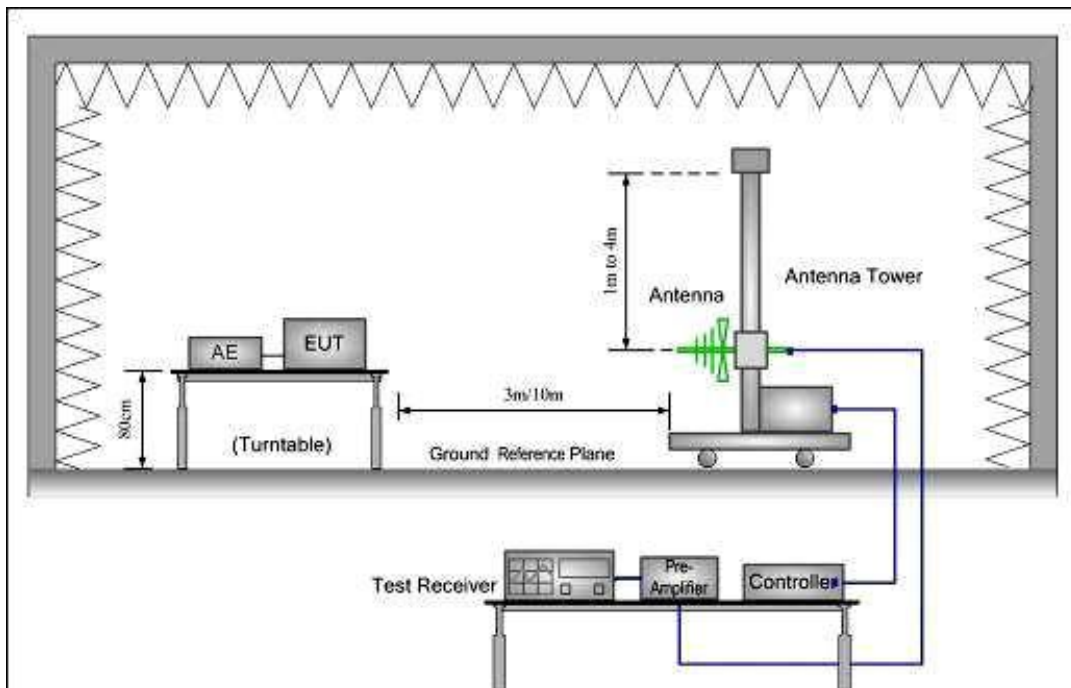 1m to 4m
Antenna Tower
Antenna
AE
EUT
80cm
3m/10m
(Turntable)
Ground Reference Plane
Test Receiver
Pre-
Amplifier
Controlle